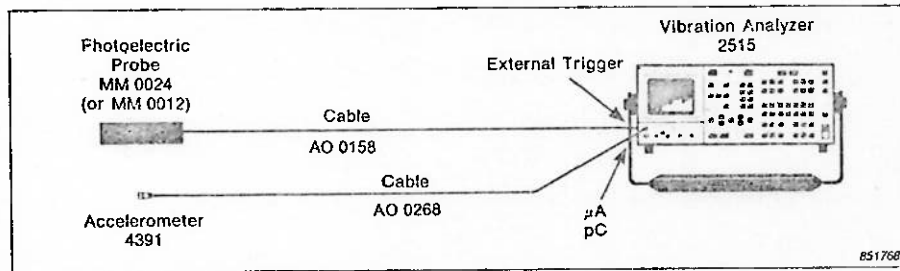 Vibration Analyzer
2515
Photoelectric
Probe
MM 0024
(or MM 0012)
External Trigger
Cable
AO 0158
Cable
AO 0268
Accelerometer
4391
µA
pC
851768